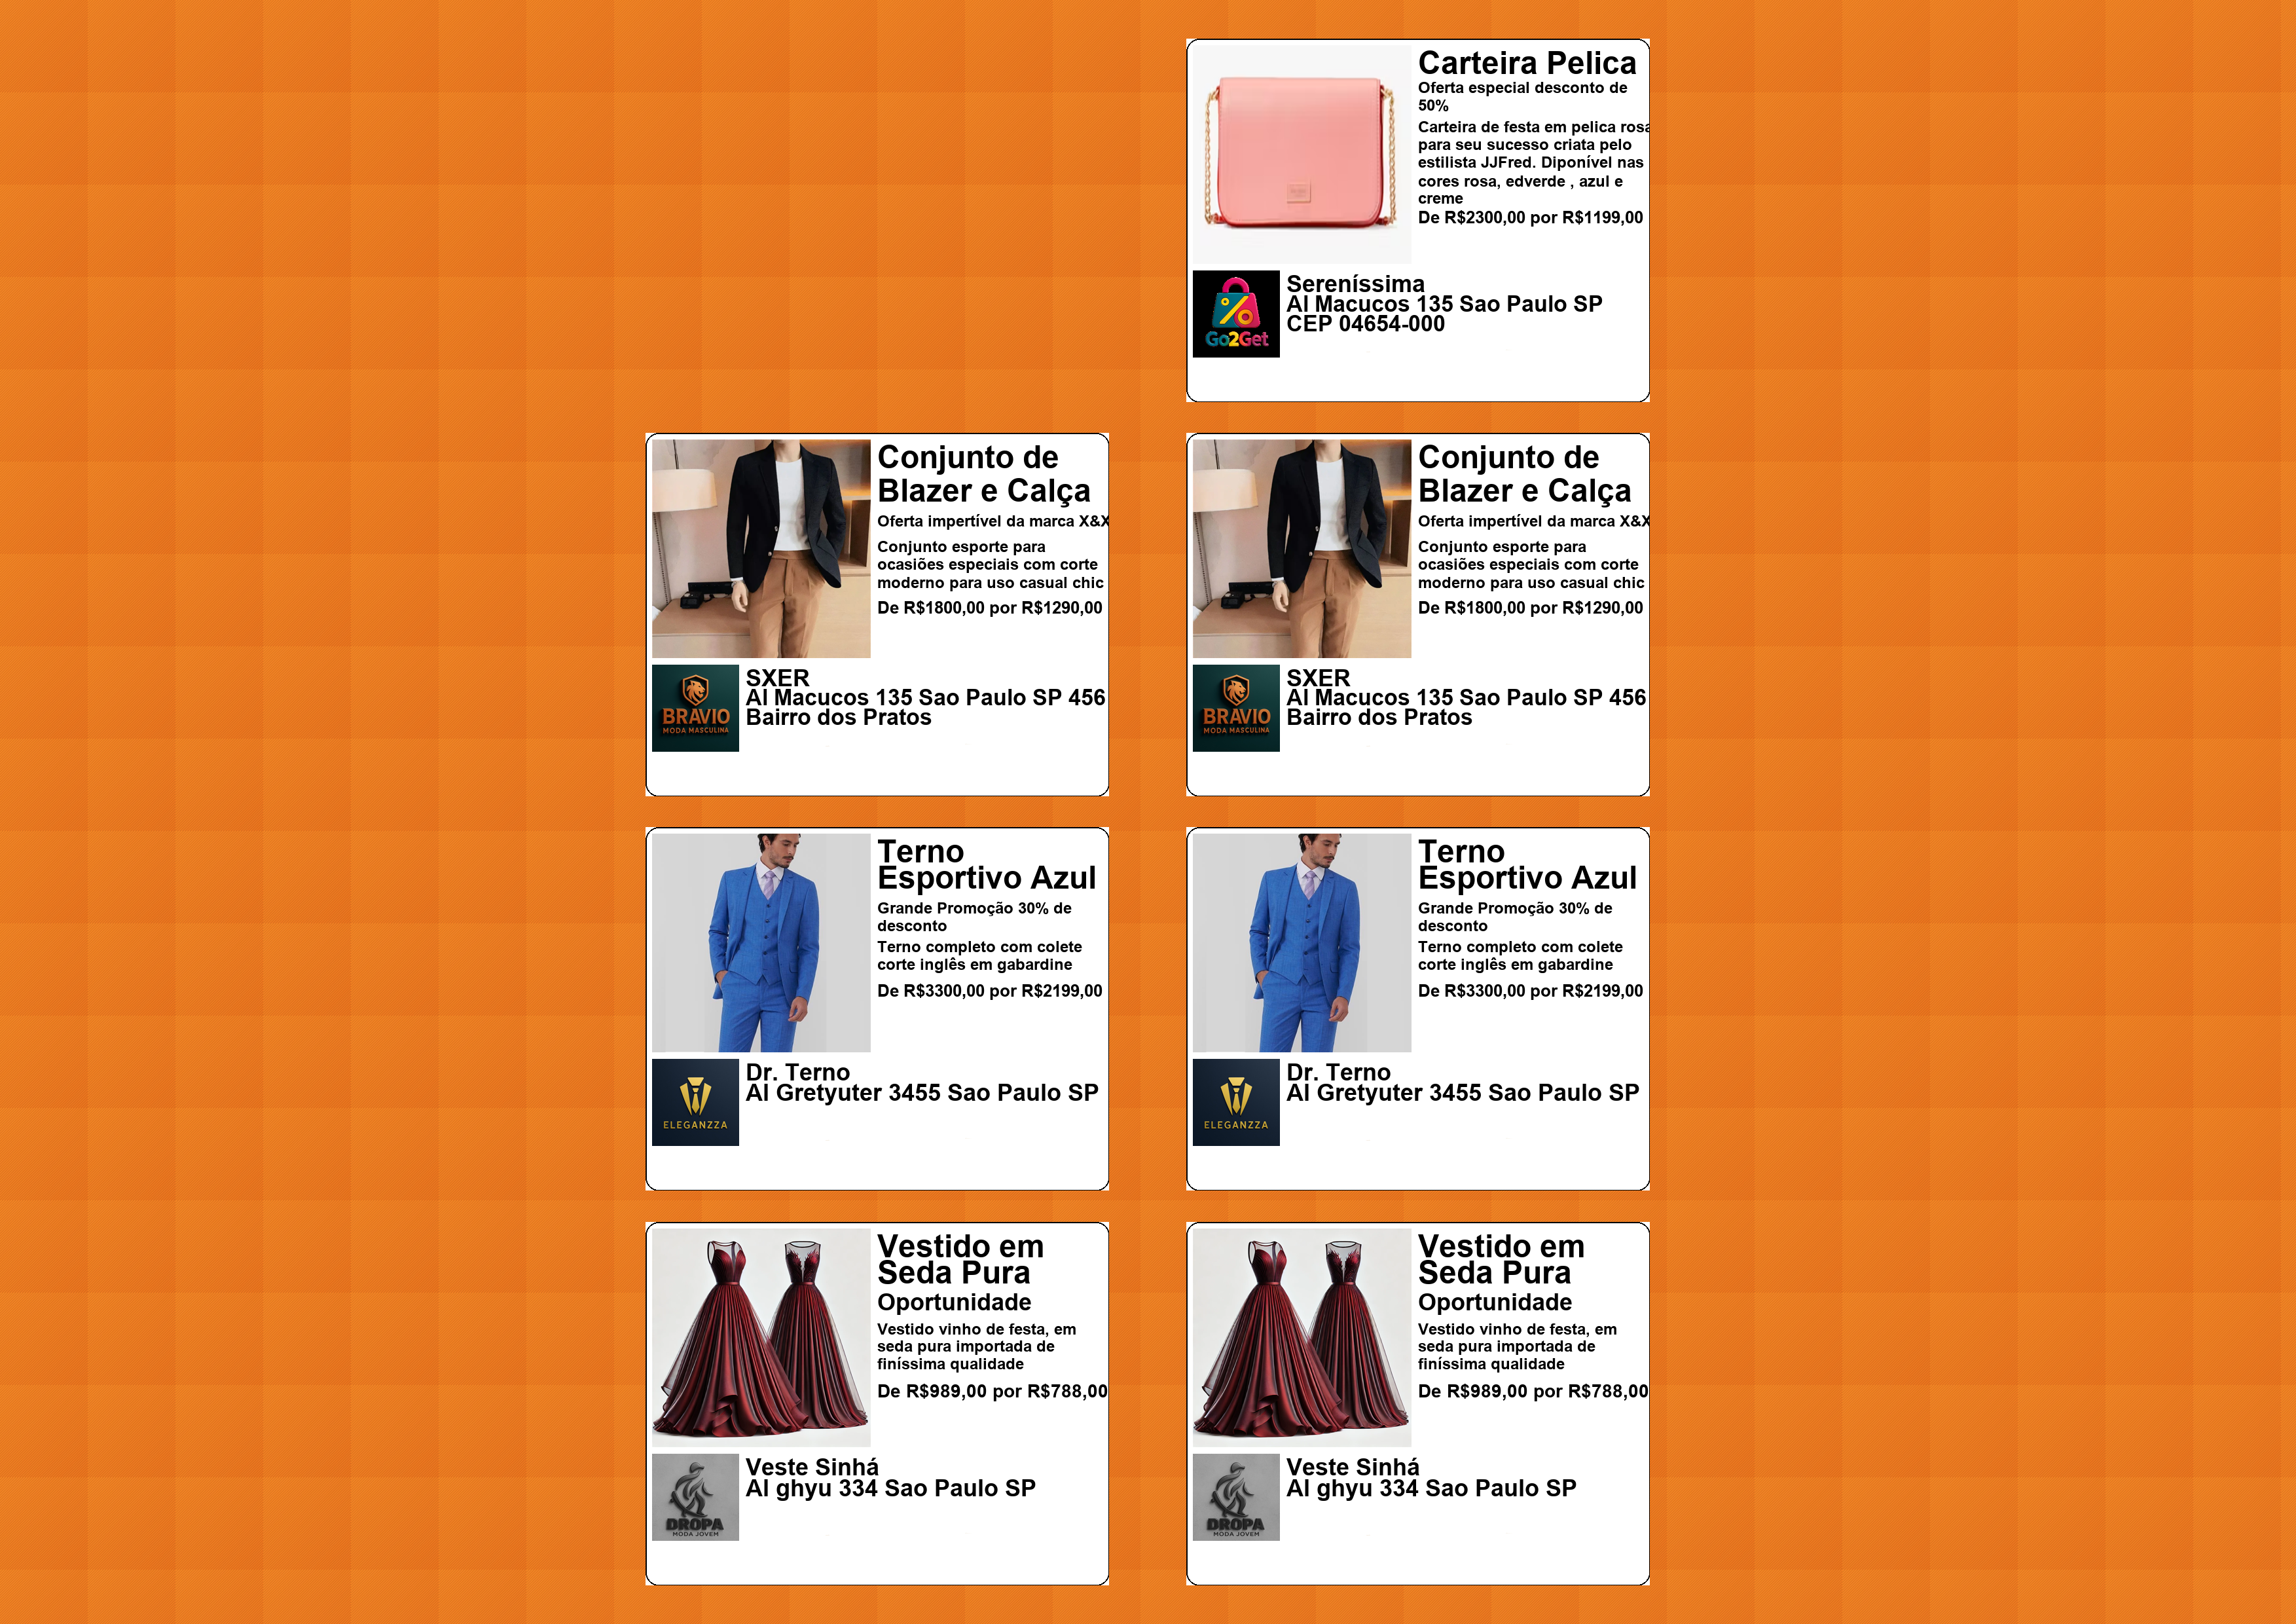 Carteira Pelica
Oferta especial desconto de
50%
Carteira de festa em pelica rosa
para seu sucesso criata pelo
estilista JJFred. Diponível nas
cores rosa, edverde , azul e
creme
De R$2300,00 por R$1199,00
Go2Get
Sereníssima
Al Macucos 135 Sao Paulo SP
CEP 04654-000
Conjunto de
Blazer e Calça
Oferta impertível da marca X&X
Conjunto esporte para
ocasiões especiais com corte
moderno para uso casual chic
De R$1800,00 por R$1290,00
BRAVIO
MODA MASCULINA
SXER
Al Macucos 135 Sao Paulo SP 456
Bairro dos Pratos
Conjunto de
Blazer e Calça
Oferta impertível da marca X&X
Conjunto esporte para
ocasiões especiais com corte
moderno para uso casual chic
De R$1800,00 por R$1290,00
BRAVIO
MODA MASCULINA
SXER
Al Macucos 135 Sao Paulo SP 456
Bairro dos Pratos
Terno
Esportivo Azul
Grande Promoção 30% de
desconto
Terno completo com colete
corte inglês em gabardine
De R$3300,00 por R$2199,00
ELEGANZZA
Dr. Terno
Al Gretyuter 3455 Sao Paulo SP
Terno
Esportivo Azul
Grande Promoção 30% de
desconto
Terno completo com colete
corte inglês em gabardine
De R$3300,00 por R$2199,00
ELEGANZZA
Dr. Terno
Al Gretyuter 3455 Sao Paulo SP
Vestido em
Seda Pura
Oportunidade
Vestido vinho de festa, em
seda pura importada de
finíssima qualidade
De R$989,00 por R$788,00
DROPA
MODA JOVEM
Veste Sinhá
Al ghyu 334 Sao Paulo SP
Vestido em
Seda Pura
Oportunidade
Vestido vinho de festa, em
seda pura importada de
finíssima qualidade
De R$989,00 por R$788,00
DROPA
MODA JOVEM
Veste Sinhá
Al ghyu 334 Sao Paulo SP